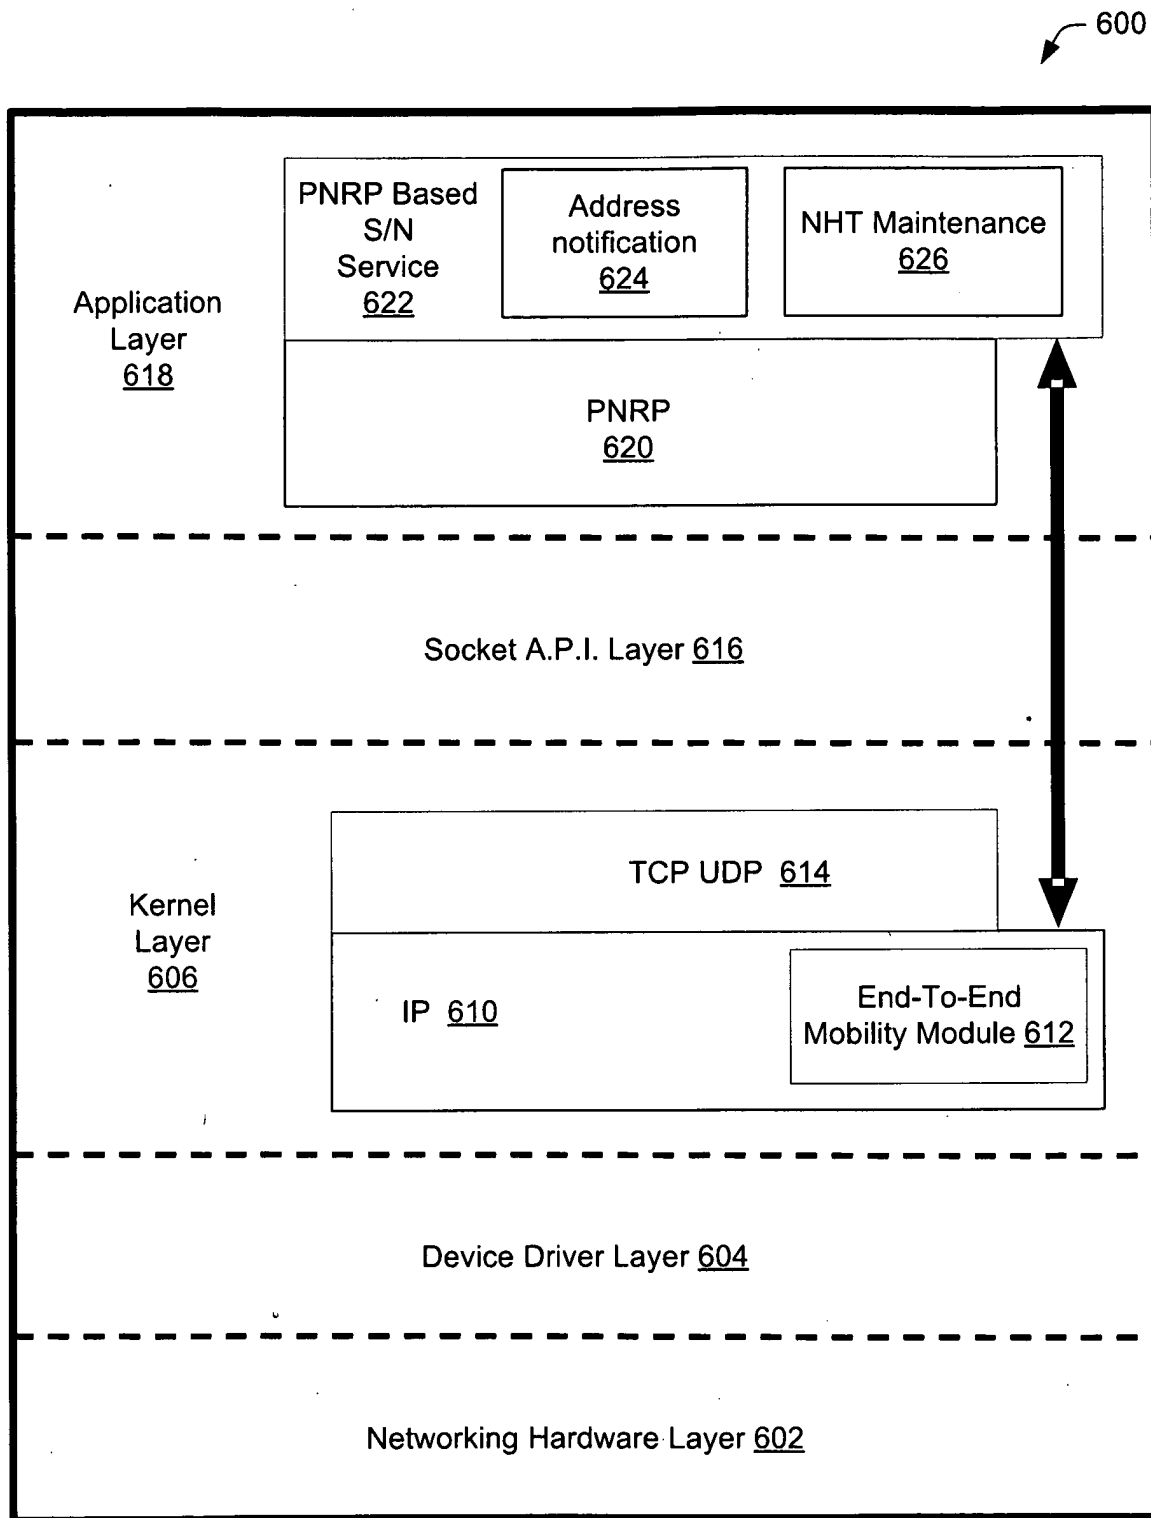 600
PNRP Based
S/N
Service
622
Address
notification
624
NHT Maintenance
626
Application
Layer
618
PNRP
620
Socket A.P.I. Layer 616
TCP UDP 614
Kernel
Layer
606
IP 610
End-To-End
Mobility Module 612
Device Driver Layer 604
Networking Hardware Layer 602